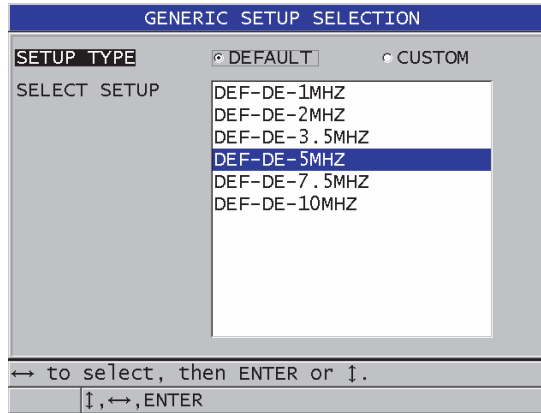 GENERIC SETUP SELECTION
SETUP TYPE DEFAULT CUSTOM
SELECT SETUP
DEF-DE-1MHZ
DEF-DE-2MHZ
DEF-DE-3.5MHZ
DEF-DE-5MHZ
DEF-DE-7.5MHZ
DEF-DE-10MHZ
↔ to select, then ENTER or ↕.
↕,↔,ENTER